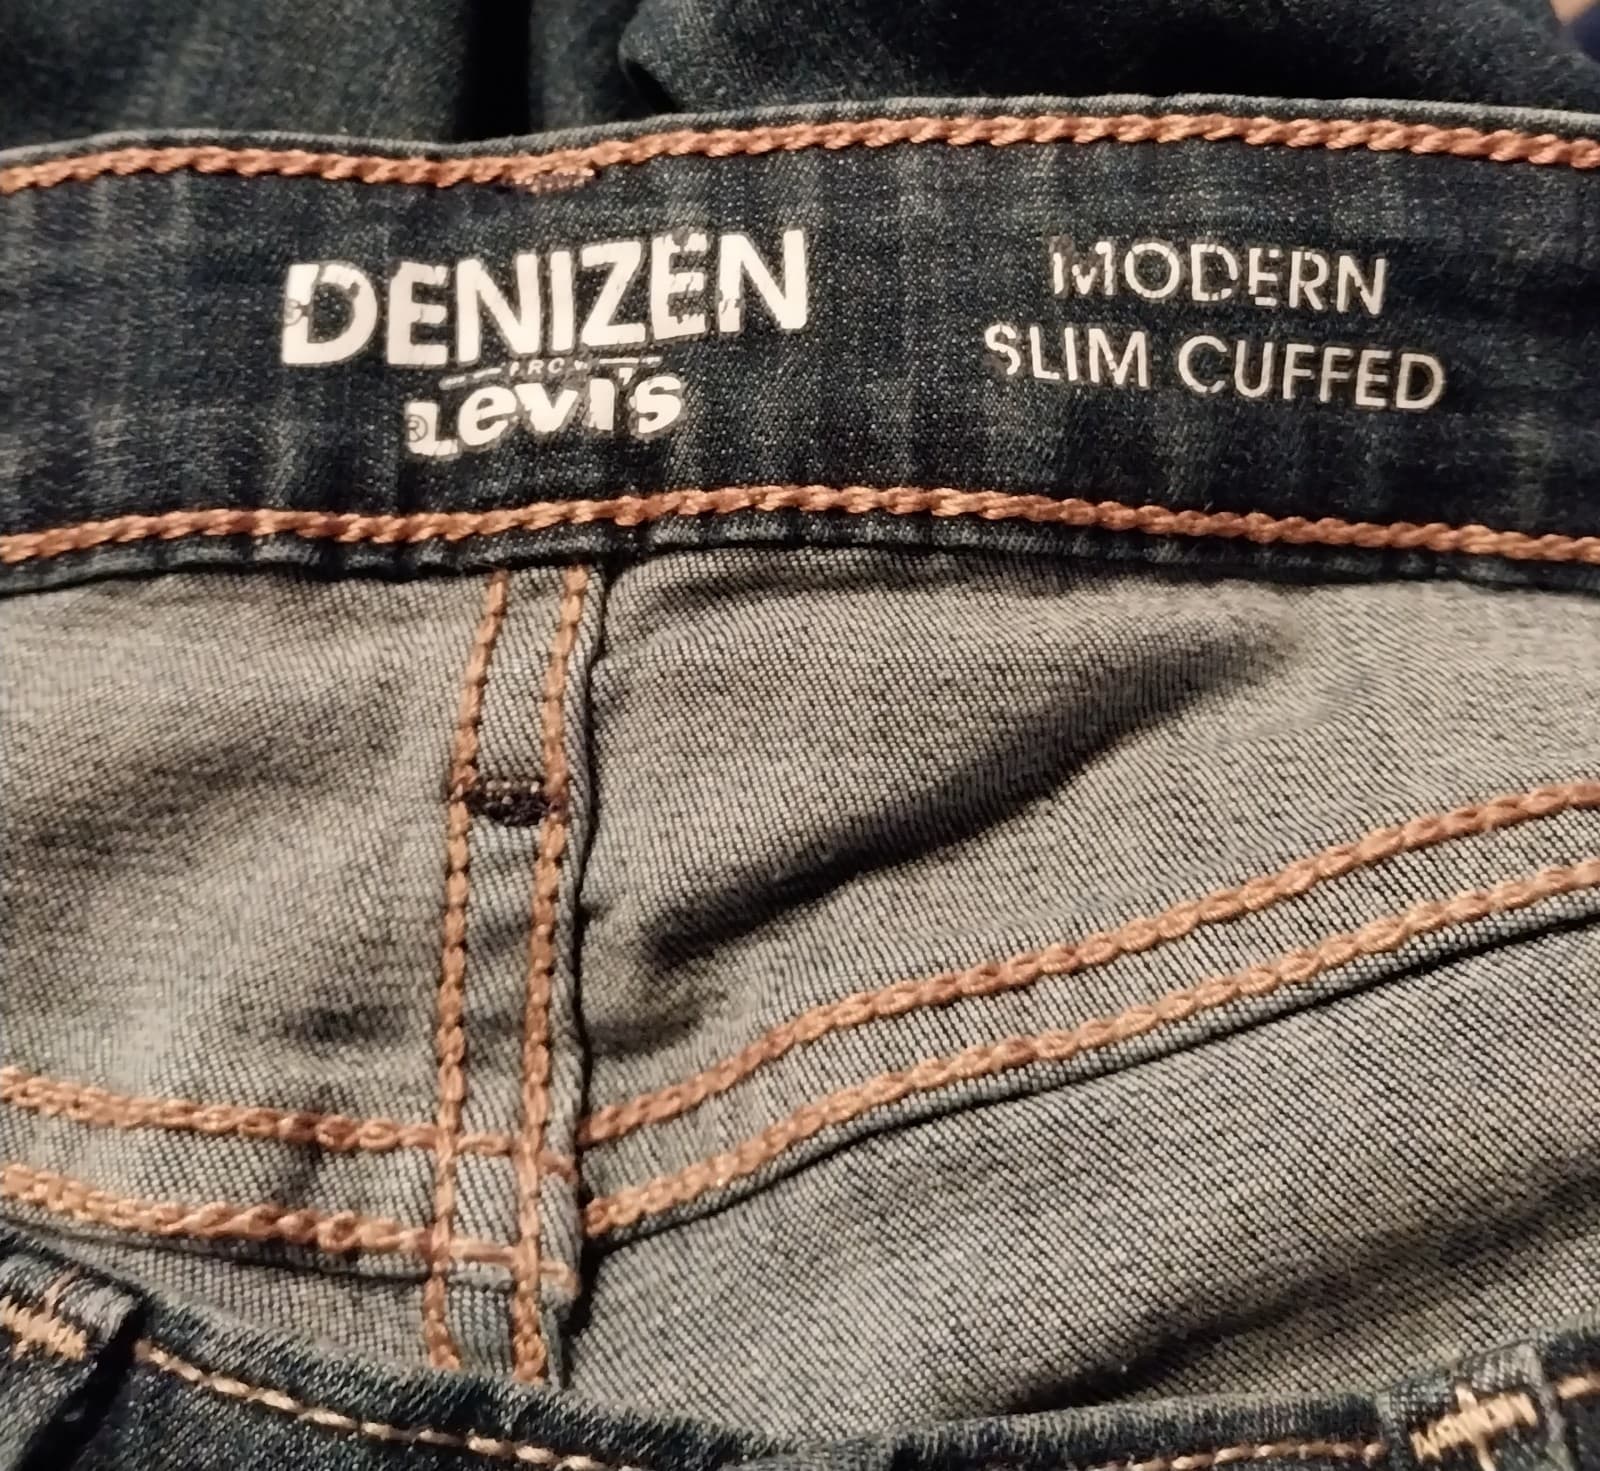 DENIZEN
FROM
Levi's®
MODERN
SLIM CUFFED